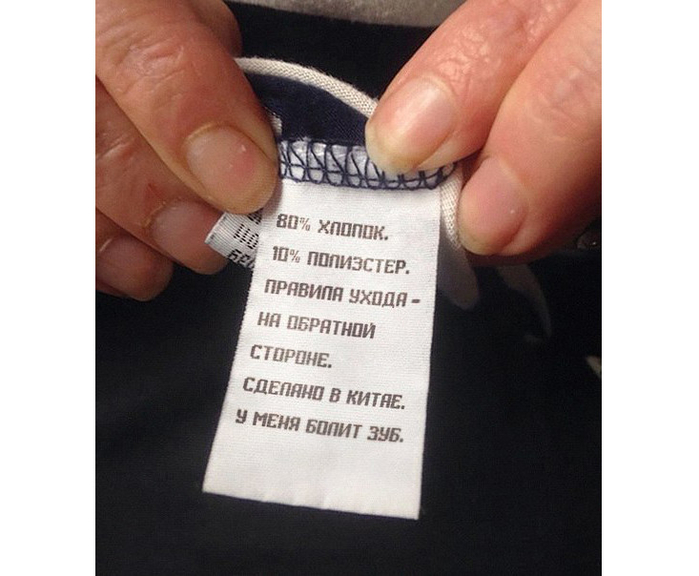 80% ХЛОПОК.
10% ПОЛИЭСТЕР.
ПРАВИЛА УХОДА -
НА ОБРАТНОЙ
СТОРОНЕ.
СДЕЛАНО В КИТАЕ.
У МЕНЯ БОЛИТ ЗУБ.